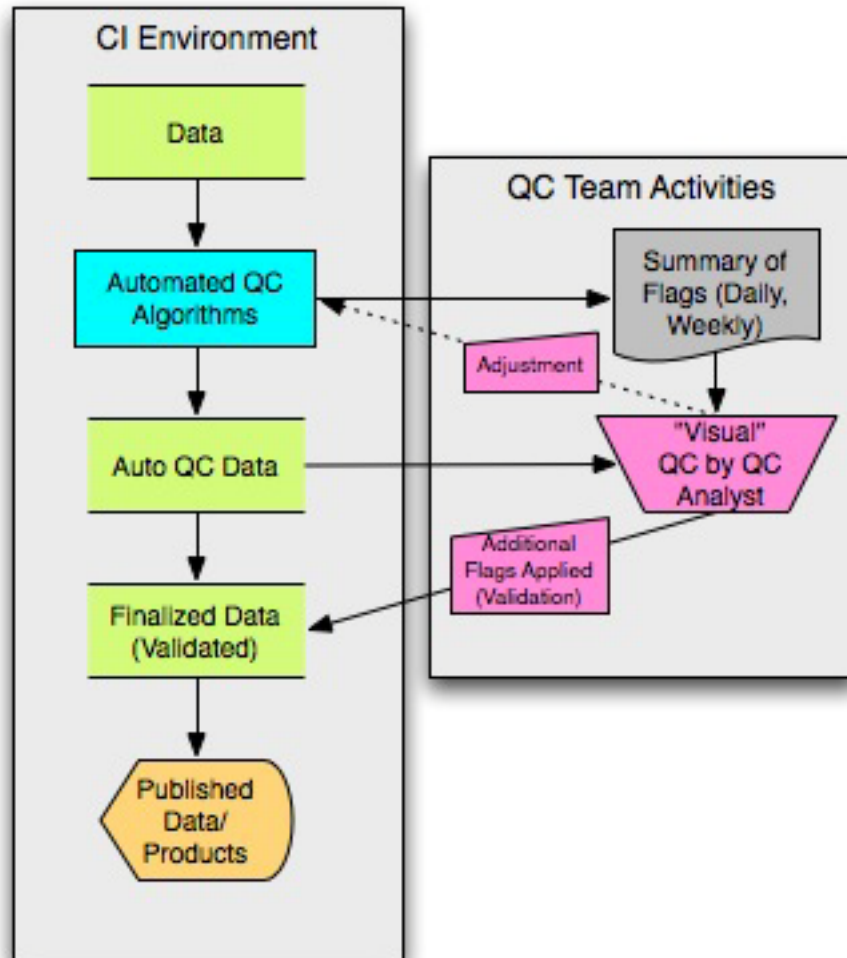 CI Environment
Data
Automated QC
Algorithms
Auto QC Data
Finalized Data
(Validated)
Published
Data/
Products
QC Team Activities
Summary of
Flags (Daily,
Weekly)
Adjustment
"Visual"
QC by QC
Analyst
Additional
Flags Applied
(Validation)